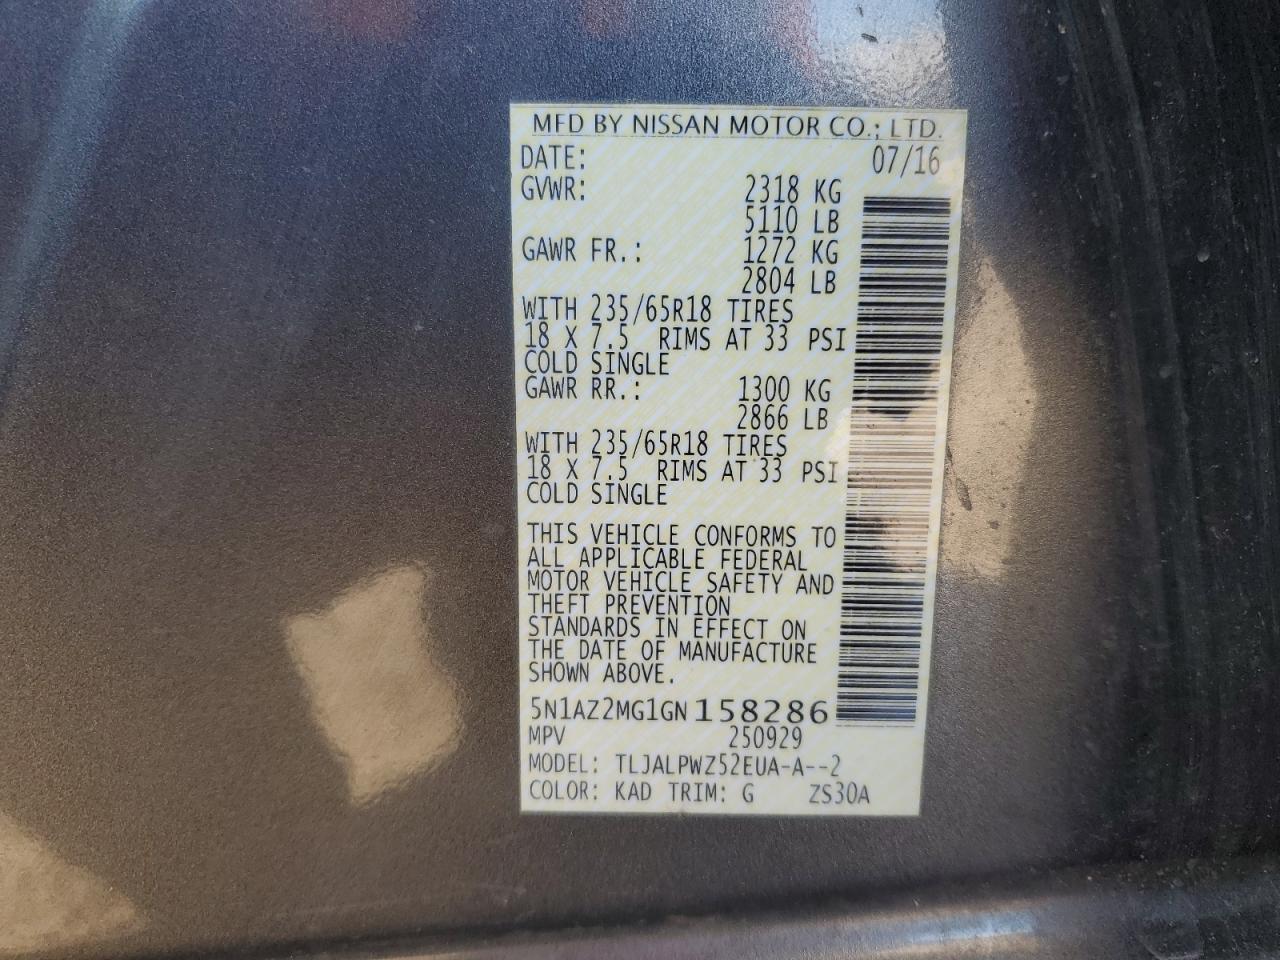 MFD BY NISSAN MOTOR CO.; LTD.
DATE: 07/16
GVWR: 2318 KG
5110 LB
GAWR FR.: 1272 KG
2804 LB
WITH 235/65R18 TIRES
18 X 7.5 RIMS AT 33 PSI
COLD SINGLE
GAWR RR.: 1300 KG
2866 LB
WITH 235/65R18 TIRES
18 X 7.5 RIMS AT 33 PSI
COLD SINGLE
THIS VEHICLE CONFORMS TO
ALL APPLICABLE FEDERAL
MOTOR VEHICLE SAFETY AND
THEFT PREVENTION
STANDARDS IN EFFECT ON
THE DATE OF MANUFACTURE
SHOWN ABOVE.
5N1AZ2MG1GN158286
MPV 250929
MODEL: TLJALPWZ52EUA-A--2
COLOR: KAD TRIM: G ZS30A